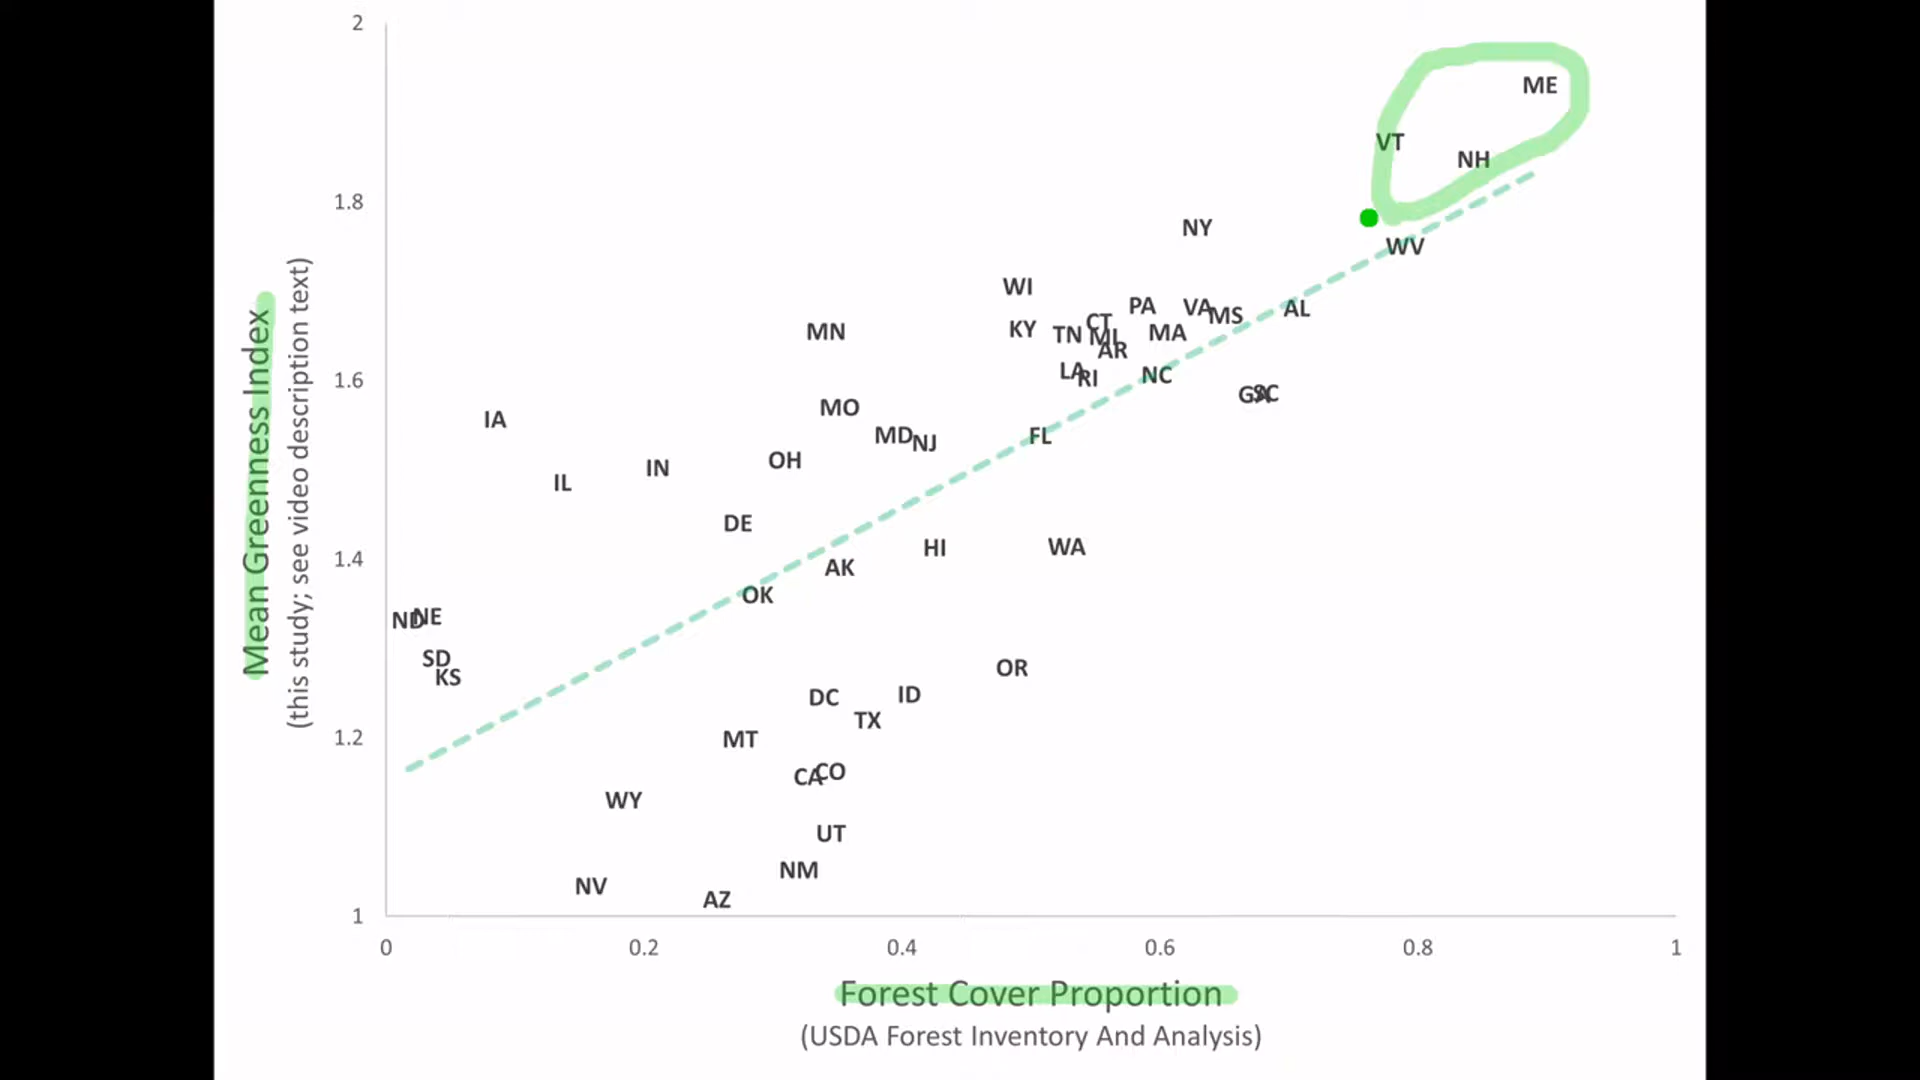 2
ME
VT
NH
1.8
NY
WV
WI
PA
VA
MS
AL
CT
KY
TN
MI
MA
MN
AR
LA
RI
NC
1.6
GA
SC
MO
IA
MD
NJ
FL
OH
IN
IL
DE
HI
WA
1.4
AK
OK
ND
NE
SD
KS
OR
DC
ID
TX
1.2
MT
CA
CO
WY
UT
NM
NV
AZ
1
0
0.2
0.4
0.6
0.8
1
Mean Greenness Index
(this study; see video description text)
Forest Cover Proportion
(USDA Forest Inventory And Analysis)